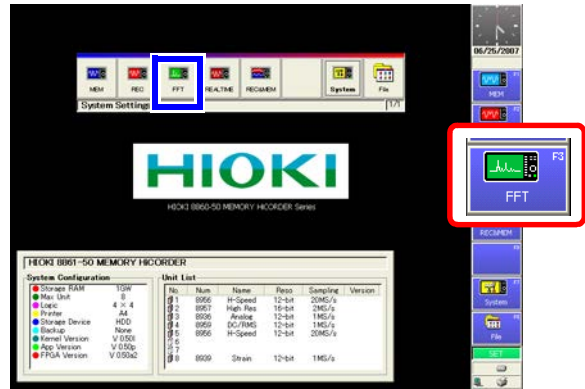 06/25/2007
F1
MEM
F2
MEM REC FFT REALTIME REC&MEM System File
System Settings [1/1]
F3
FFT
HIOKI
HIOKI 8860-50 MEMORY HiCORDER Series
REC&MEM
System
File
SET
HIOKI 8861-50 MEMORY HiCORDER
System Configuration
Storage RAM 1GW
Max Unit 8
Logic 4 × 4
Printer A4
Storage Device HDD
Backup None
Kernel Version V 0.50l
App Version V 0.50p
FPGA Version V 0.50a2
Unit List
No. Num Name Reso Sampling Version
1 8956 H-Speed 12-bit 20MS/s
2 8957 High Res 16-bit 2MS/s
3 8936 Analog 12-bit 1MS/s
4 8959 DC/RMS 12-bit 1MS/s
5 8956 H-Speed 12-bit 20MS/s
6
7
8 8939 Strain 12-bit 1MS/s